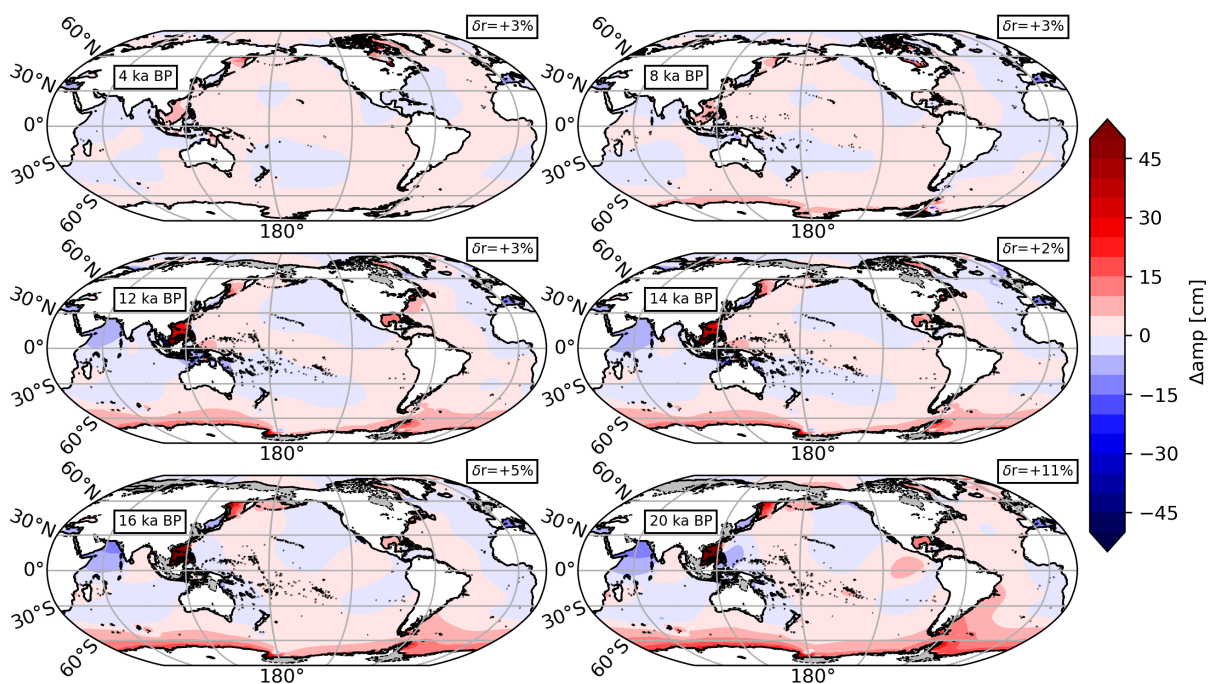 δr=+3%
δr=+3%
60°N
60°N
4 ka BP
8 ka BP
30°N
30°N
0°
0°
30°S
30°S
60°S
60°S
180°
180°
δr=+3%
δr=+2%
60°N
60°N
12 ka BP
14 ka BP
30°N
30°N
0°
0°
30°S
30°S
60°S
60°S
180°
180°
δr=+5%
δr=+11%
60°N
60°N
16 ka BP
20 ka BP
30°N
30°N
0°
0°
30°S
30°S
60°S
60°S
180°
180°
45
30
15
0
−15
−30
−45
Δamp [cm]